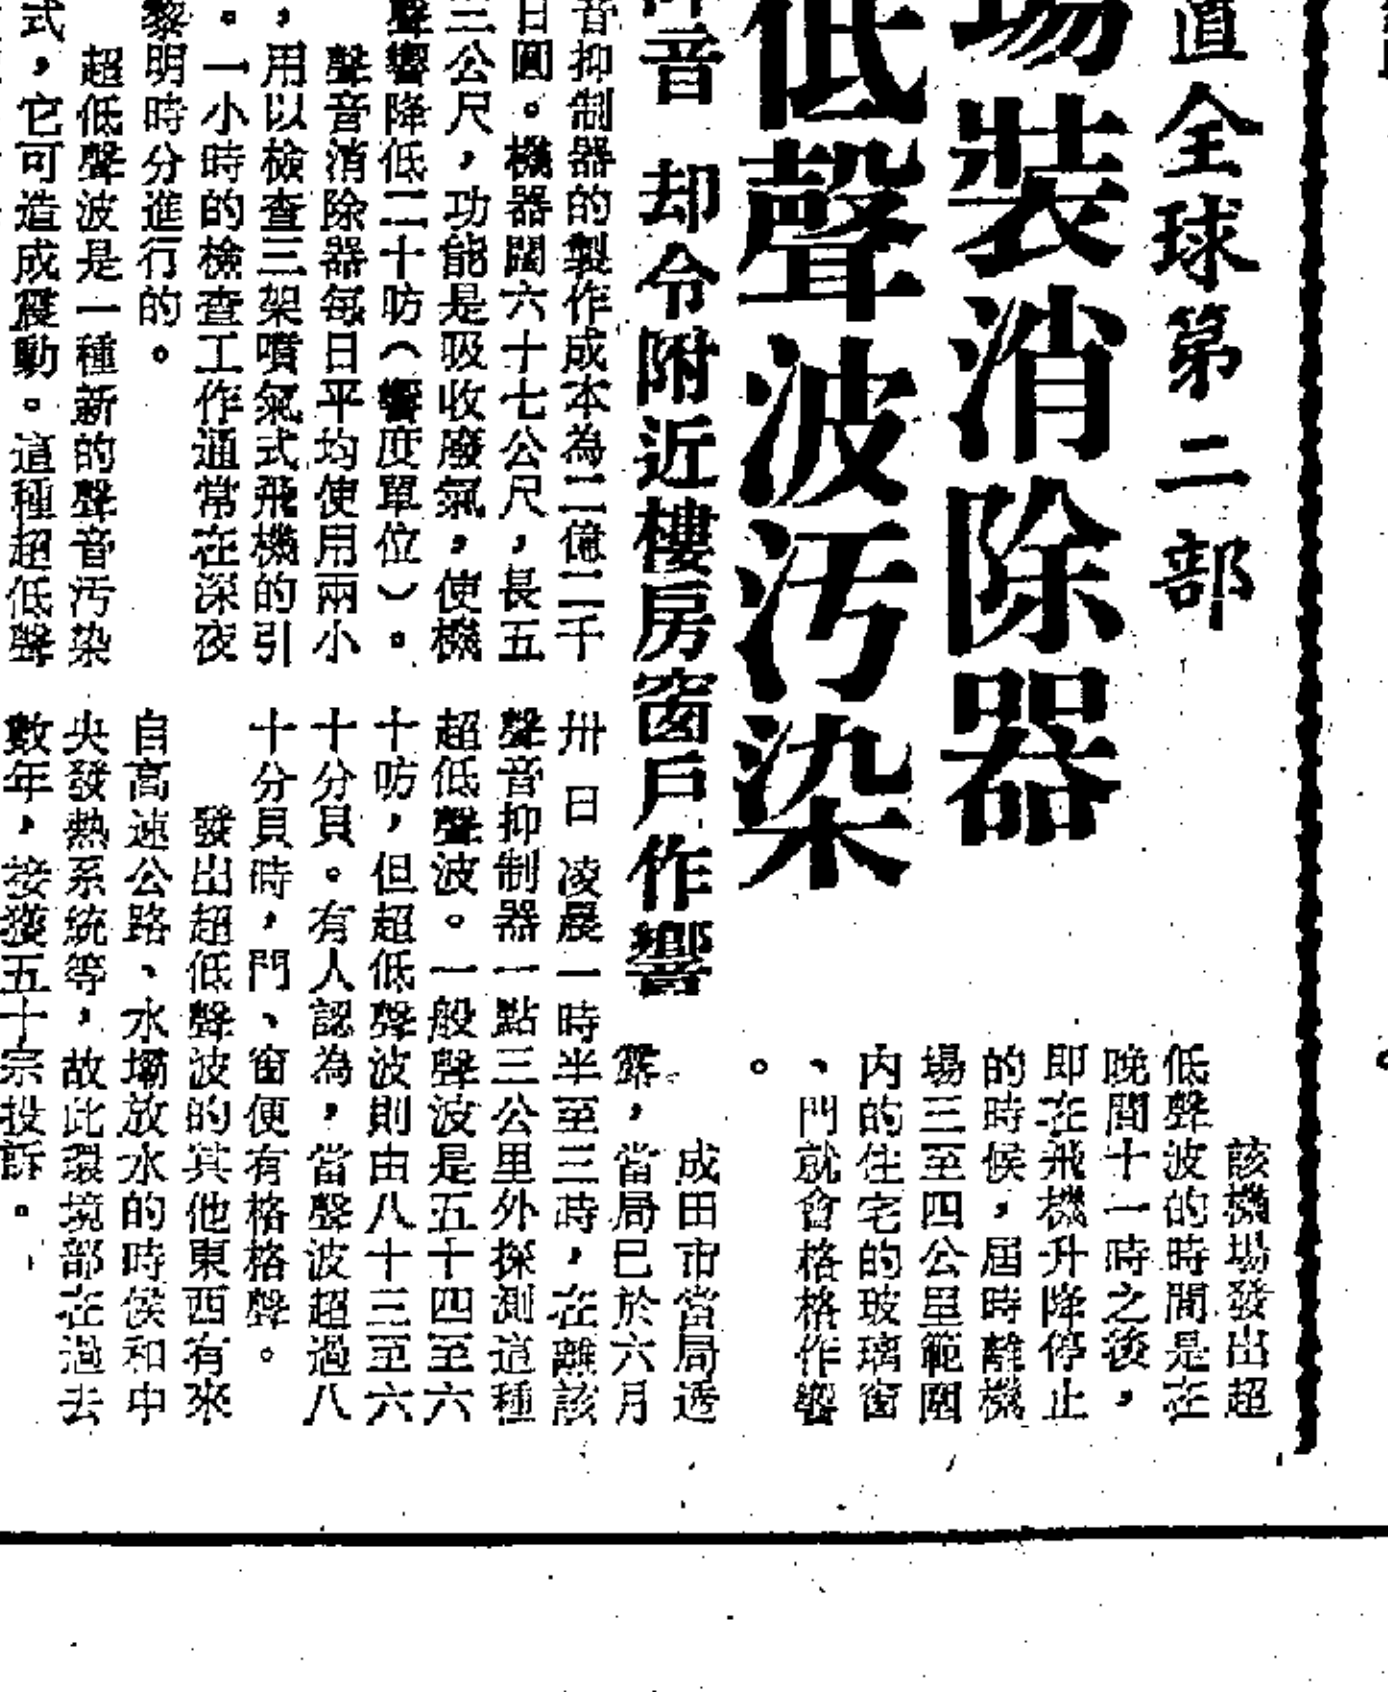 直全球第二部
場裝消除器
低聲波汚染
音 却令附近樓房窗戶作響
該機場發出超
低聲波的時間是在
晚間十一時之後，
即在飛機升降停止
的時候，屆時離機
場三至四公里範圍
内的住宅的玻璃窗
、門就會格格作響
。
成田市當局透
露，當局已於六月
音抑制器的製作成本為二億二千
日圓。機器闊六十七公尺，長五
三公尺，功能是吸收廢氣，使機
聲響降低二十吩（響度單位）。
聲音消除器每日平均使用兩小
，用以檢查三架噴氣式飛機的引
。一小時的檢查工作通常在深夜
黎明時分進行的。
超低聲波是一種新的聲音汚染
式，它可造成震動。這種超低聲
卅日凌晨一時半至三時，在離該
聲音抑制器一點三公里外探測這種
超低聲波。一般聲波是五十四至六
十吩，但超低聲波則由八十三至六
十分貝。有人認為，當聲波超過八
十分貝時，門、窗便有格格聲。
發出超低聲波的其他東西有來
自高速公路、水壩放水的時侯和中
央發熱系統等，故此環境部在過去
數年，接獲五十宗投訴。